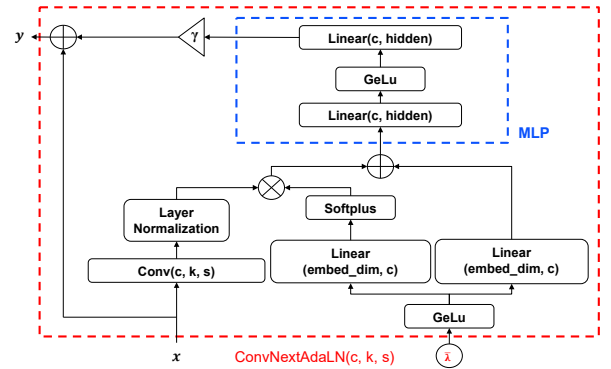 y
γ
Linear(c, hidden)
GeLu
Linear(c, hidden)
MLP
Softplus
Layer
Normalization
Linear
(embed_dim, c)
Linear
(embed_dim, c)
Conv(c, k, s)
GeLu
x
ConvNextAdaLN(c, k, s)
λ̅